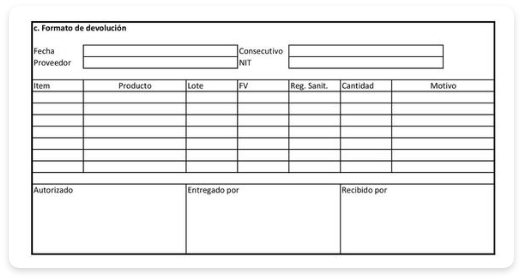 c. Formato de devolución
Fecha Consecutivo
Proveedor NIT
Item Producto Lote FV Reg. Sanit. Cantidad Motivo
Autorizado Entregado por Recibido por